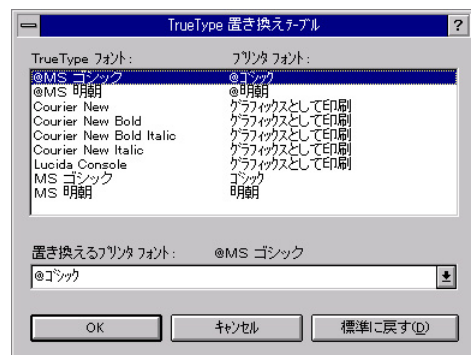 TrueType 置き換えﾃｰﾌﾞﾙ ?
TrueType ﾌｫﾝﾄ: ﾌﾟﾘﾝﾀ ﾌｫﾝﾄ:
@MS ゴシック @ｺﾞｼｯｸ
@MS 明朝 @明朝
Courier New ｸﾞﾗﾌｨｯｸｽとして印刷
Courier New Bold ｸﾞﾗﾌｨｯｸｽとして印刷
Courier New Bold Italic ｸﾞﾗﾌｨｯｸｽとして印刷
Courier New Italic ｸﾞﾗﾌｨｯｸｽとして印刷
Lucida Console ｸﾞﾗﾌｨｯｸｽとして印刷
MS ゴシック ｺﾞｼｯｸ
MS 明朝 明朝
置き換えるﾌﾟﾘﾝﾀ ﾌｫﾝﾄ: @MS ゴシック
@ｺﾞｼｯｸ
OK ｷｬﾝｾﾙ 標準に戻す(D)